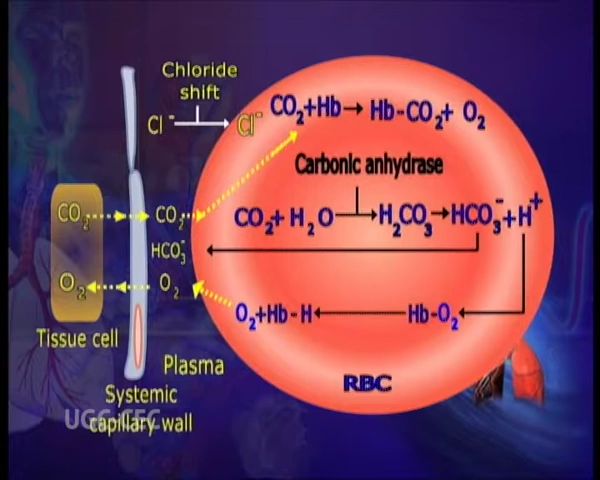 Chloride
shift
Cl⁻ → Cl⁻
CO₂+Hb→Hb-CO₂+ O₂
Carbonic anhydrase
CO₂ CO₂
CO₂+ H₂O→H₂CO₃→HCO₃⁻+H⁺
HCO₃⁻
O₂ O₂
O₂+Hb-H←Hb-O₂
Tissue cell
Plasma
RBC
Systemic
capillary wall
UGC-CEC